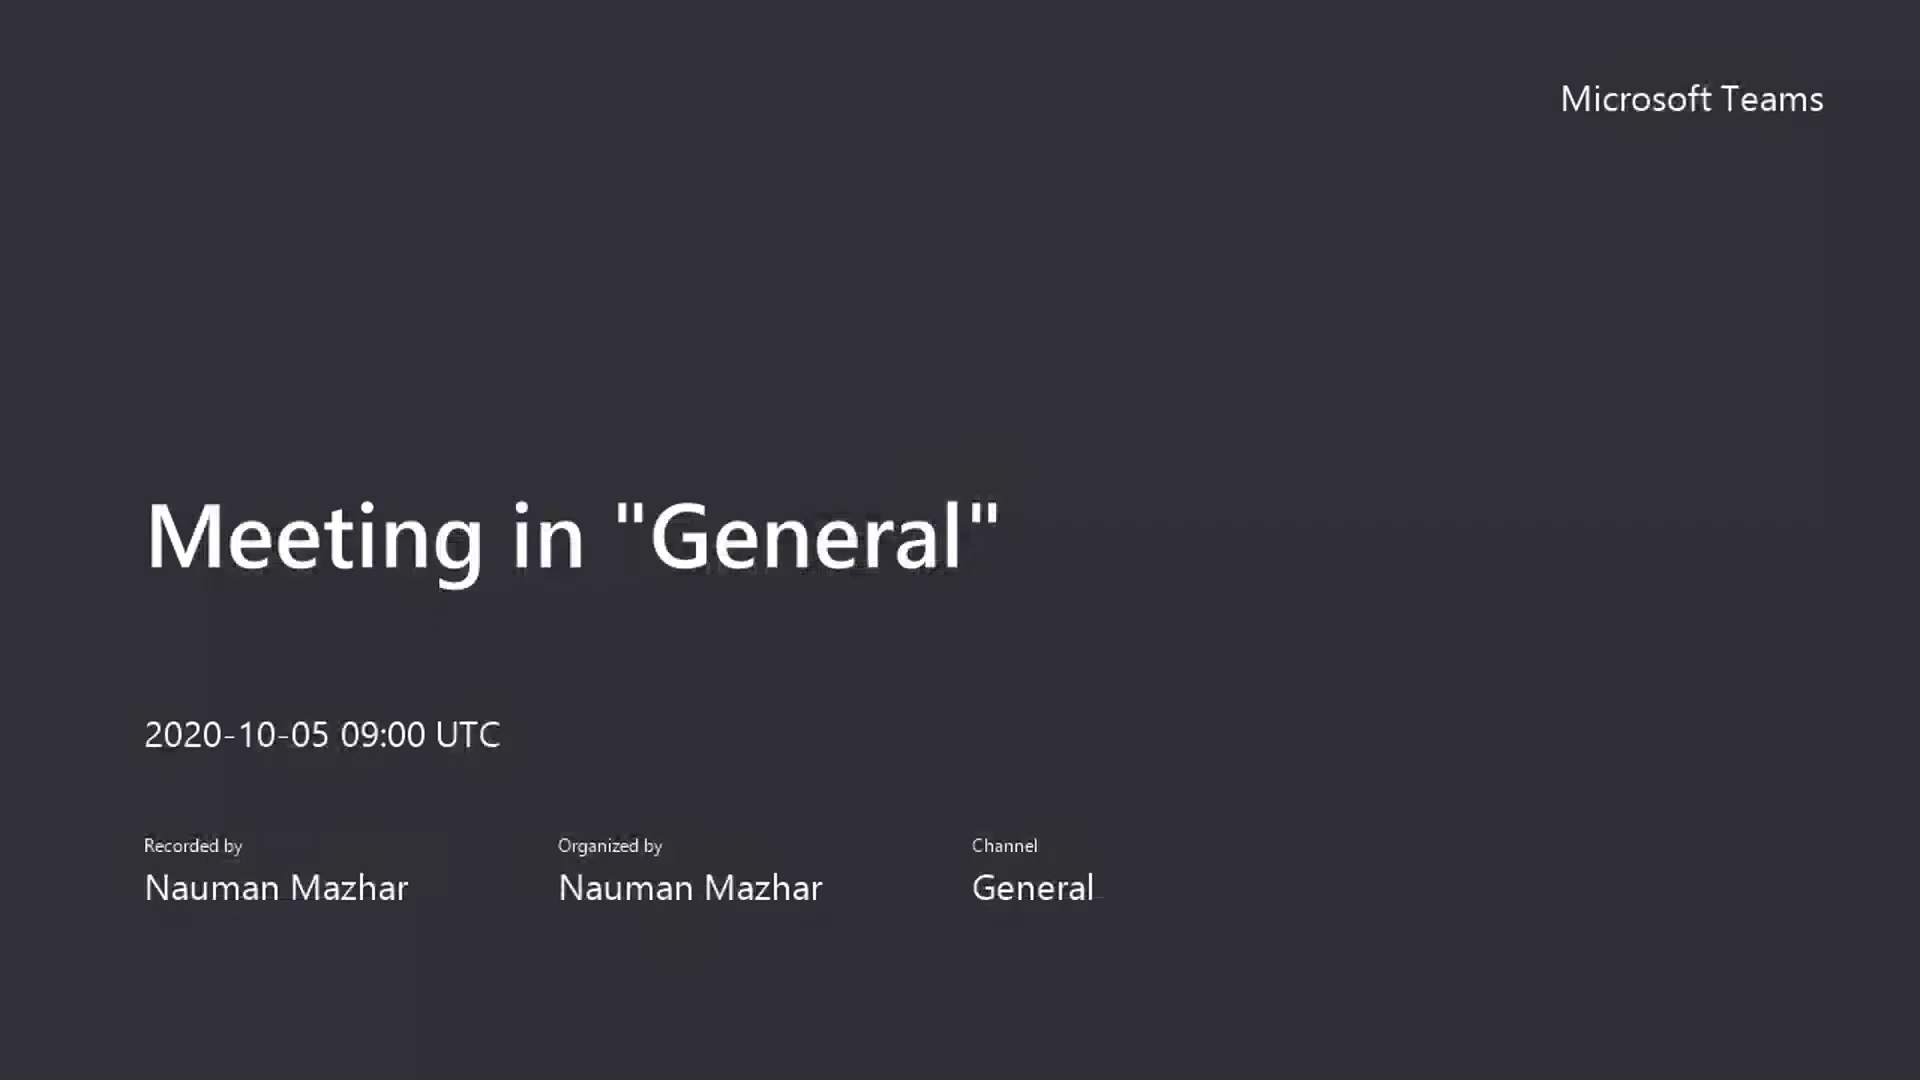 Microsoft Teams
Meeting in "General"
2020-10-05 09:00 UTC
Recorded by
Nauman Mazhar
Organized by
Nauman Mazhar
Channel
General